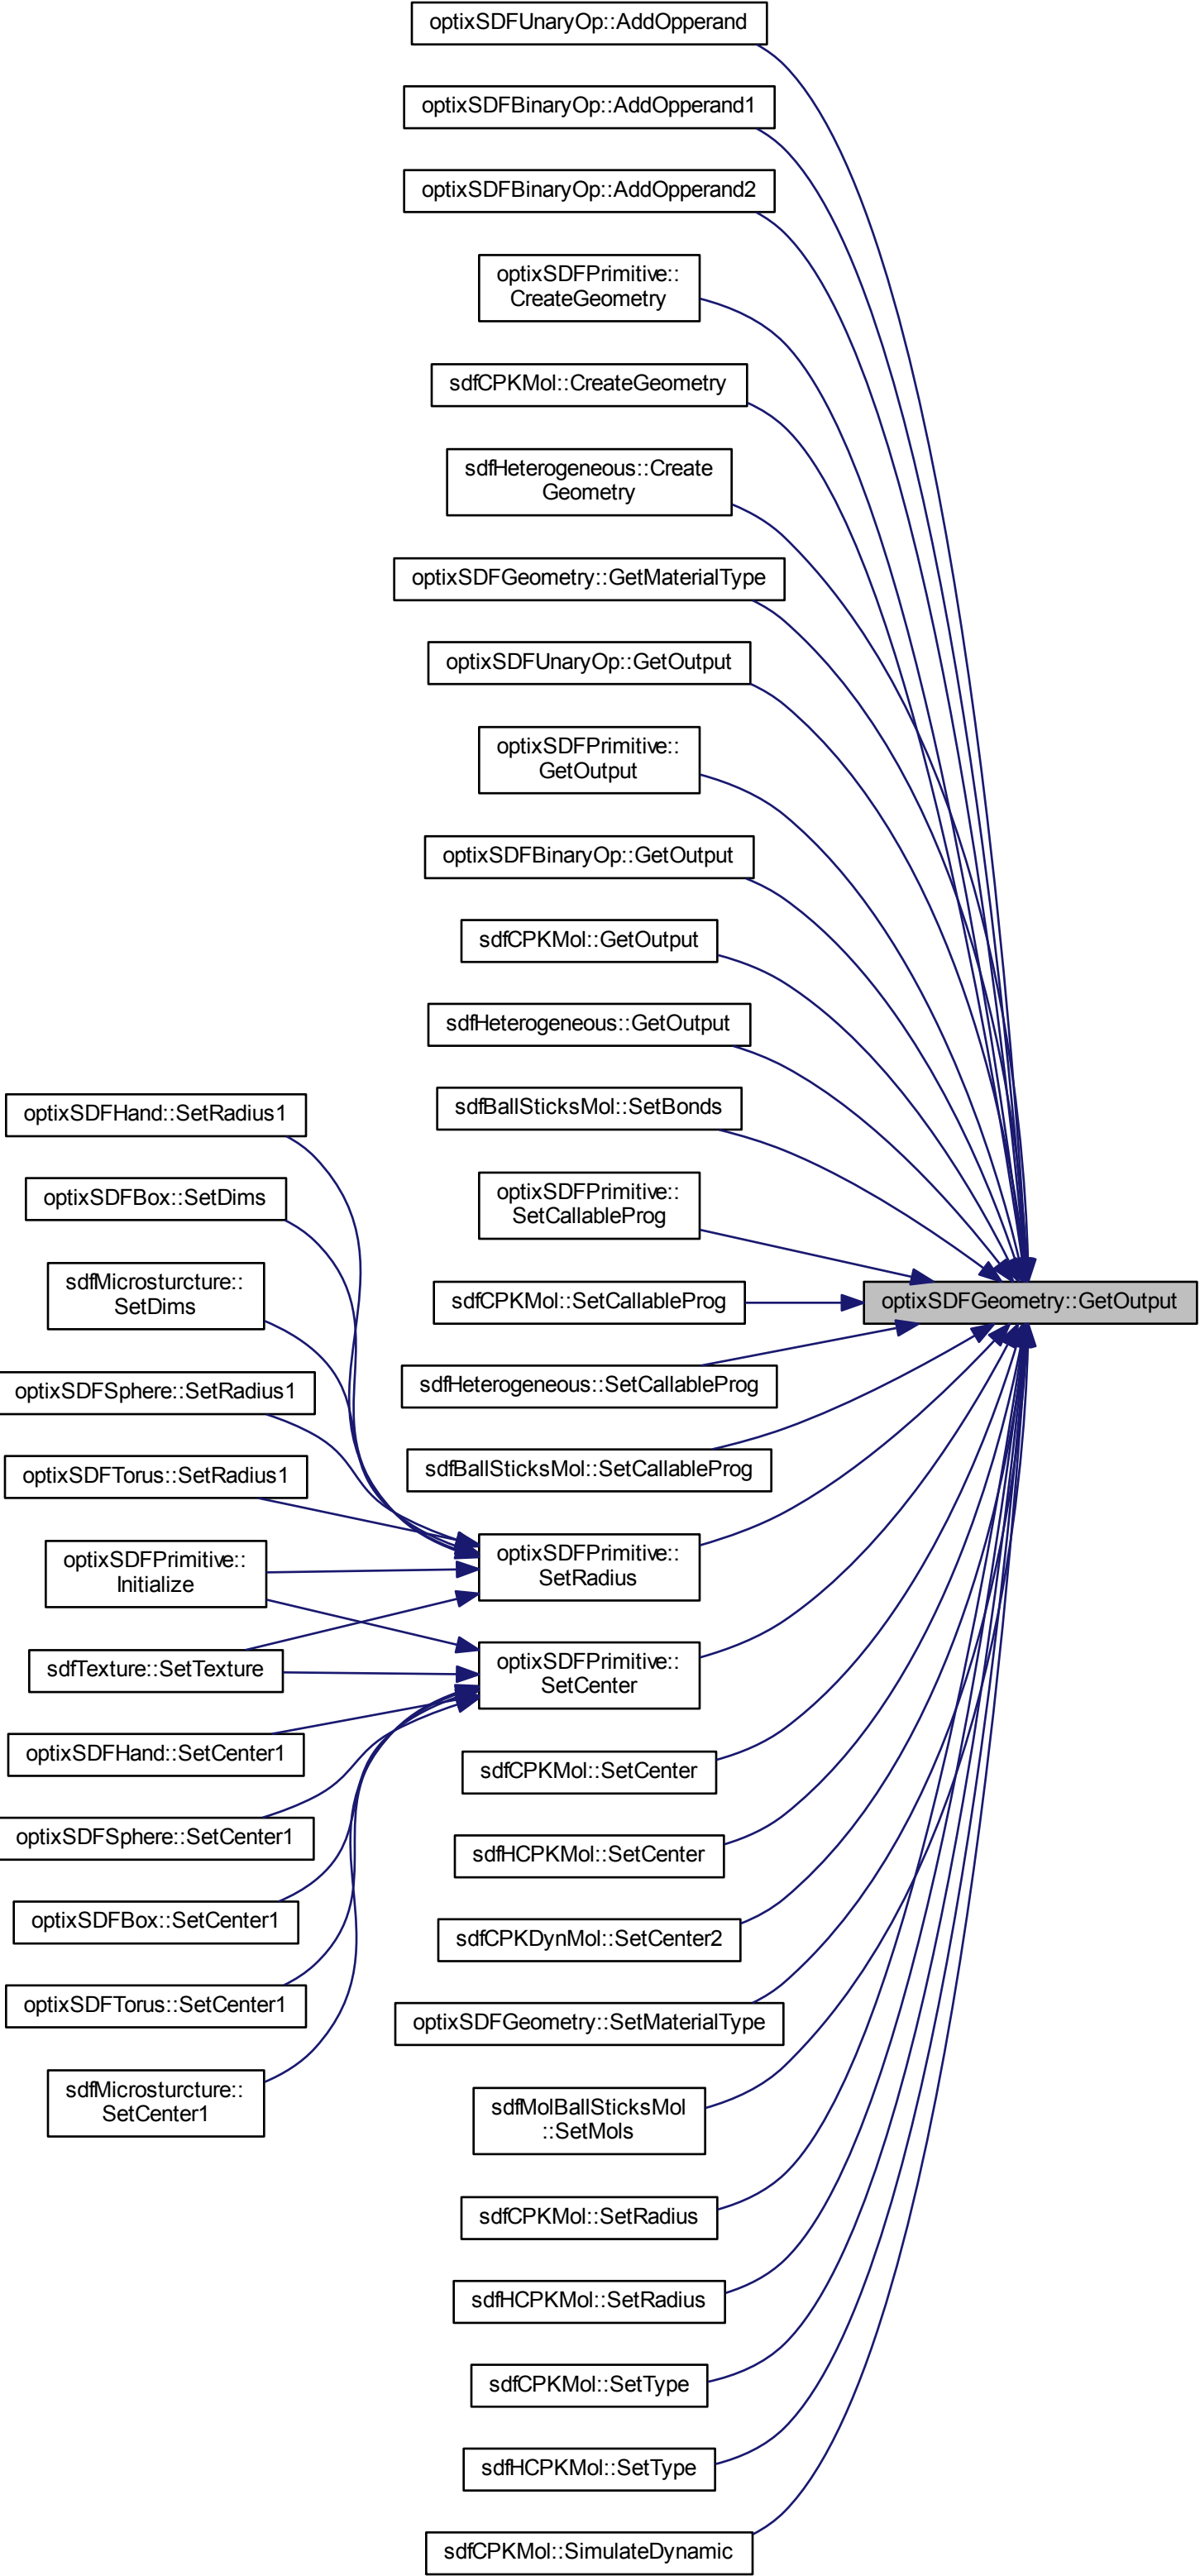 optixSDFUnaryOp::AddOpperand
optixSDFBinaryOp::AddOpperand1
optixSDFBinaryOp::AddOpperand2
optixSDFPrimitive::
CreateGeometry
sdfCPKMol::CreateGeometry
sdfHeterogeneous::Create
Geometry
optixSDFGeometry::GetMaterialType
optixSDFUnaryOp::GetOutput
optixSDFPrimitive::
GetOutput
optixSDFBinaryOp::GetOutput
sdfCPKMol::GetOutput
sdfHeterogeneous::GetOutput
sdfBallSticksMol::SetBonds
optixSDFPrimitive::
SetCallableProg
sdfCPKMol::SetCallableProg
optixSDFGeometry::GetOutput
sdfHeterogeneous::SetCallableProg
sdfBallSticksMol::SetCallableProg
optixSDFPrimitive::
SetRadius
optixSDFPrimitive::
SetCenter
optixSDFHand::SetRadius1
optixSDFBox::SetDims
sdfMicrosturcture::
SetDims
optixSDFSphere::SetRadius1
optixSDFTorus::SetRadius1
optixSDFPrimitive::
Initialize
sdfTexture::SetTexture
optixSDFHand::SetCenter1
optixSDFSphere::SetCenter1
optixSDFBox::SetCenter1
optixSDFTorus::SetCenter1
sdfMicrosturcture::
SetCenter1
sdfCPKMol::SetCenter
sdfHCPKMol::SetCenter
sdfCPKDynMol::SetCenter2
optixSDFGeometry::SetMaterialType
sdfMolBallSticksMol
::SetMols
sdfCPKMol::SetRadius
sdfHCPKMol::SetRadius
sdfCPKMol::SetType
sdfHCPKMol::SetType
sdfCPKMol::SimulateDynamic